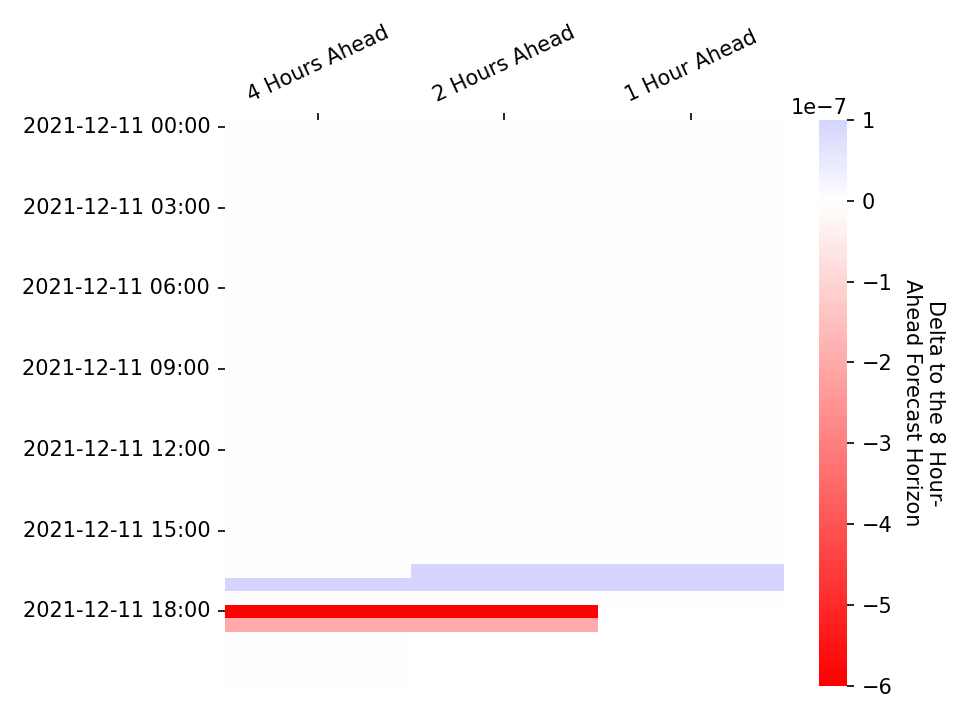 4 Hours Ahead
2 Hours Ahead
1 Hour Ahead
1e−7
2021-12-11 00:00
2021-12-11 03:00
2021-12-11 06:00
2021-12-11 09:00
2021-12-11 12:00
2021-12-11 15:00
2021-12-11 18:00
1
0
−1
−2
−3
−4
−5
−6
Delta to the 8 Hour-
Ahead Forecast Horizon